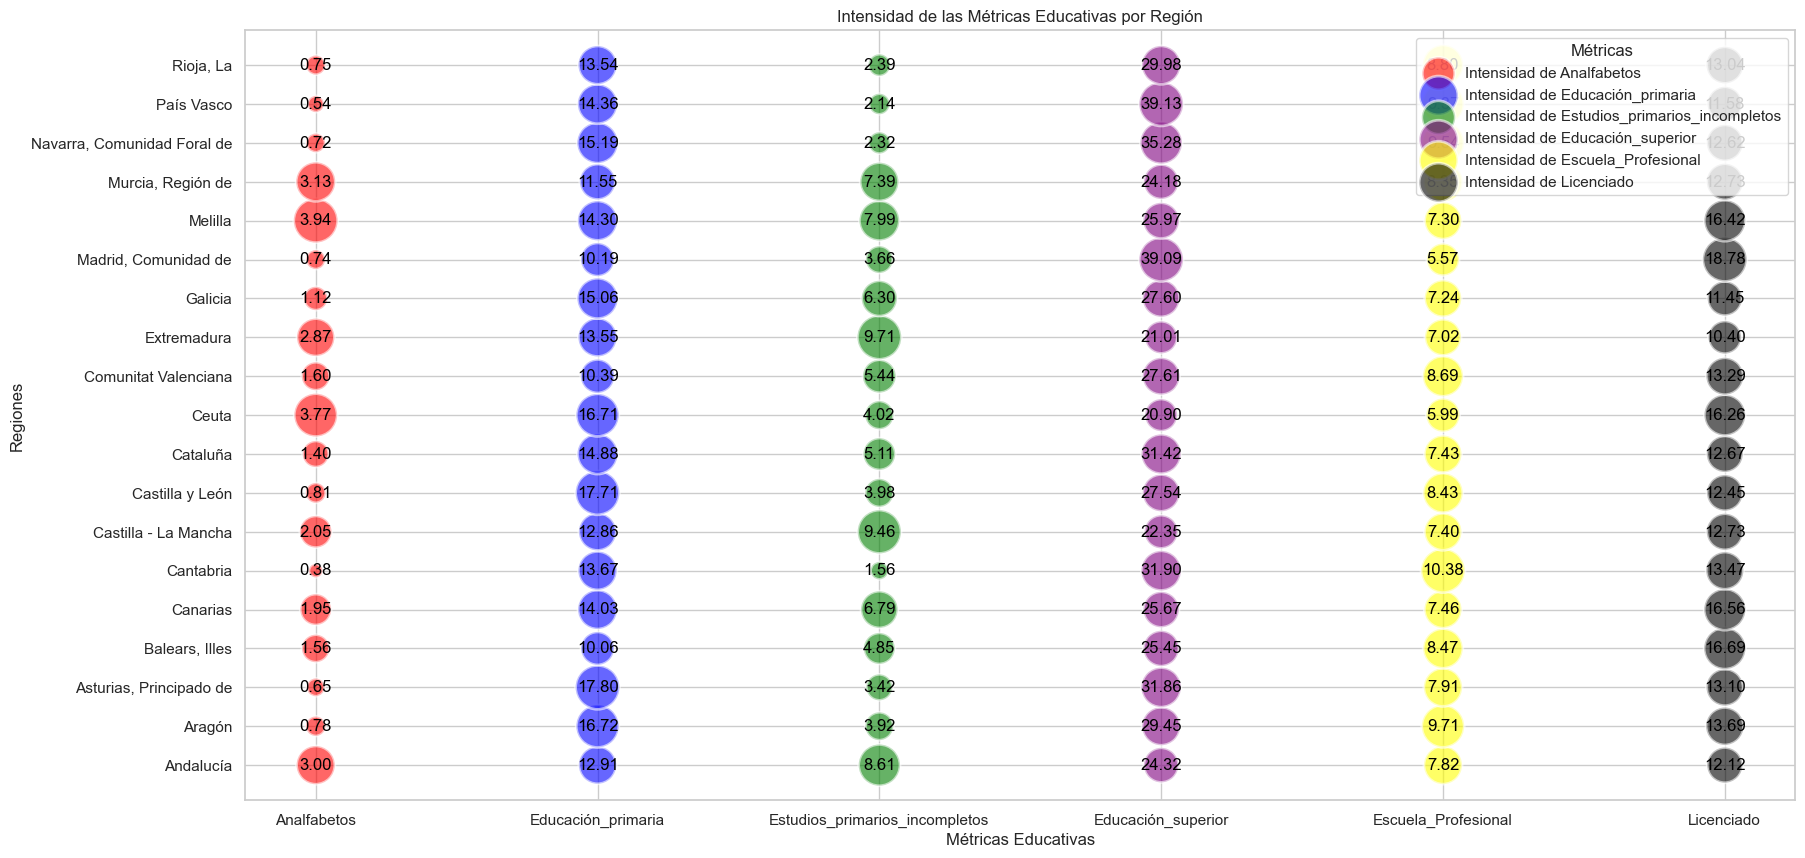 Intensidad de las Métricas Educativas por Región
Métricas
Intensidad de Analfabetos
Intensidad de Educación_primaria
Intensidad de Estudios_primarios_incompletos
Intensidad de Educación_superior
Intensidad de Escuela_Profesional
Intensidad de Licenciado
Regiones
Rioja, La 0.75 13.54 2.39 29.98 13.04
País Vasco 0.54 14.36 2.14 39.13 11.58
Navarra, Comunidad Foral de 0.72 15.19 2.32 35.28 12.62
Murcia, Región de 3.13 11.55 7.39 24.18 8.35 12.73
Melilla 3.94 14.30 7.99 25.97 7.30 16.42
Madrid, Comunidad de 0.74 10.19 3.66 39.09 5.57 18.78
Galicia 1.12 15.06 6.30 27.60 7.24 11.45
Extremadura 2.87 13.55 9.71 21.01 7.02 10.40
Comunitat Valenciana 1.60 10.39 5.44 27.61 8.69 13.29
Ceuta 3.77 16.71 4.02 20.90 5.99 16.26
Cataluña 1.40 14.88 5.11 31.42 7.43 12.67
Castilla y León 0.81 17.71 3.98 27.54 8.43 12.45
Castilla - La Mancha 2.05 12.86 9.46 22.35 7.40 12.73
Cantabria 0.38 13.67 1.56 31.90 10.38 13.47
Canarias 1.95 14.03 6.79 25.67 7.46 16.56
Balears, Illes 1.56 10.06 4.85 25.45 8.47 16.69
Asturias, Principado de 0.65 17.80 3.42 31.86 7.91 13.10
Aragón 0.78 16.72 3.92 29.45 9.71 13.69
Andalucía 3.00 12.91 8.61 24.32 7.82 12.12
Analfabetos Educación_primaria Estudios_primarios_incompletos Educación_superior Escuela_Profesional Licenciado
Métricas Educativas